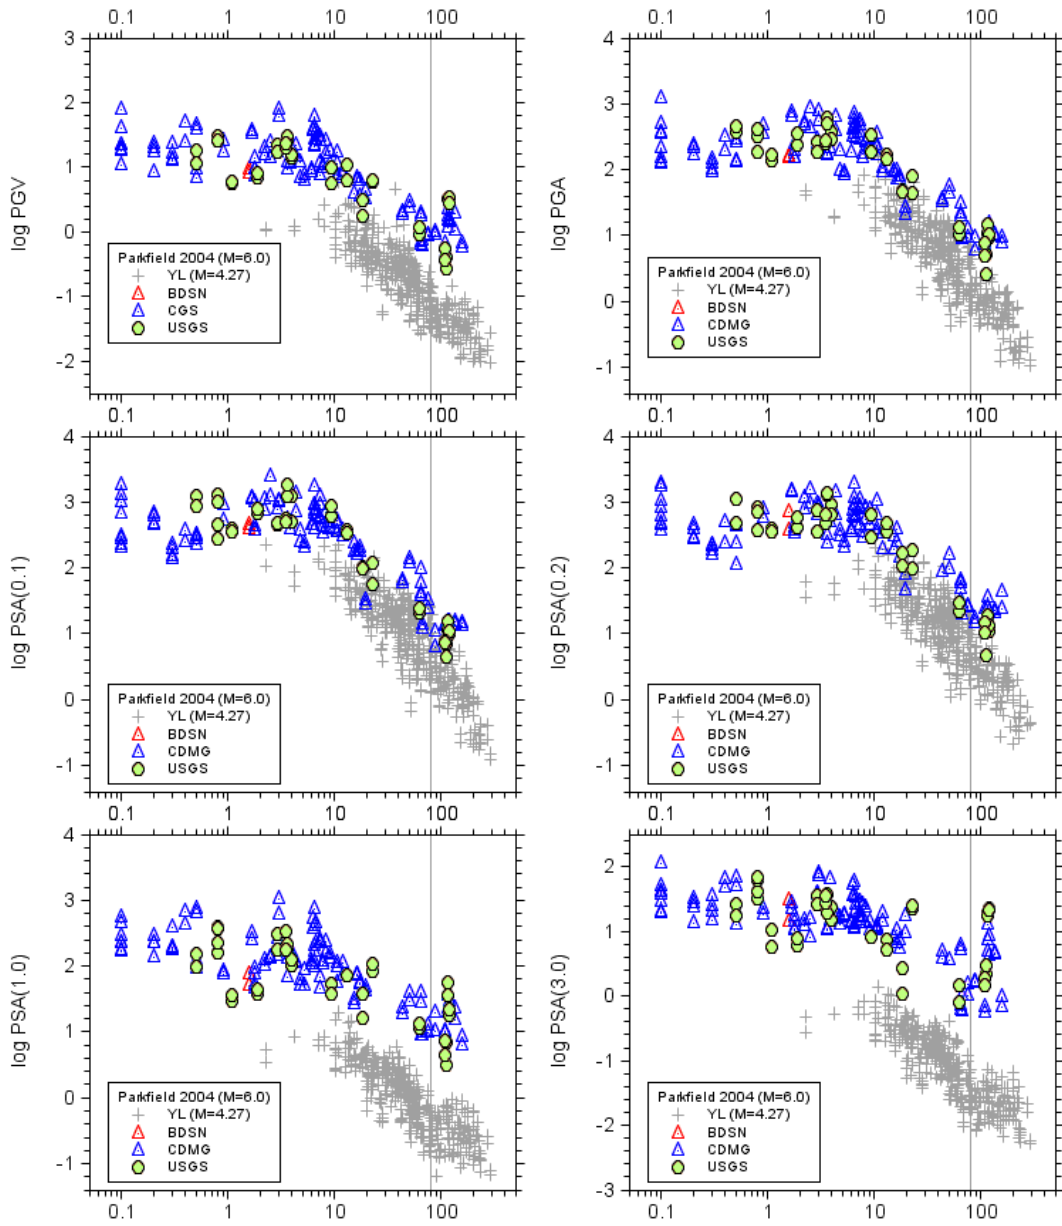 0.1 1 10 100
0.1 1 10 100
3
2
1
0
-1
-2
log PGV
Parkfield 2004 (M=6.0)
YL (M=4.27)
BDSN
CGS
USGS
4
3
2
1
0
-1
log PGA
Parkfield 2004 (M=6.0)
YL (M=4.27)
BDSN
CDMG
USGS
0.1 1 10 100
0.1 1 10 100
4
3
2
1
0
-1
log PSA(0.1)
Parkfield 2004 (M=6.0)
YL (M=4.27)
BDSN
CDMG
USGS
4
3
2
1
0
-1
log PSA(0.2)
Parkfield 2004 (M=6.0)
YL (M=4.27)
BDSN
CDMG
USGS
0.1 1 10 100
0.1 1 10 100
4
3
2
1
0
-1
log PSA(1.0)
Parkfield 2004 (M=6.0)
YL (M=4.27)
BDSN
CDMG
USGS
2
1
0
-1
-2
-3
log PSA(3.0)
Parkfield 2004 (M=6.0)
YL (M=4.27)
BDSN
CDMG
USGS
0.1 1 10 100
0.1 1 10 100